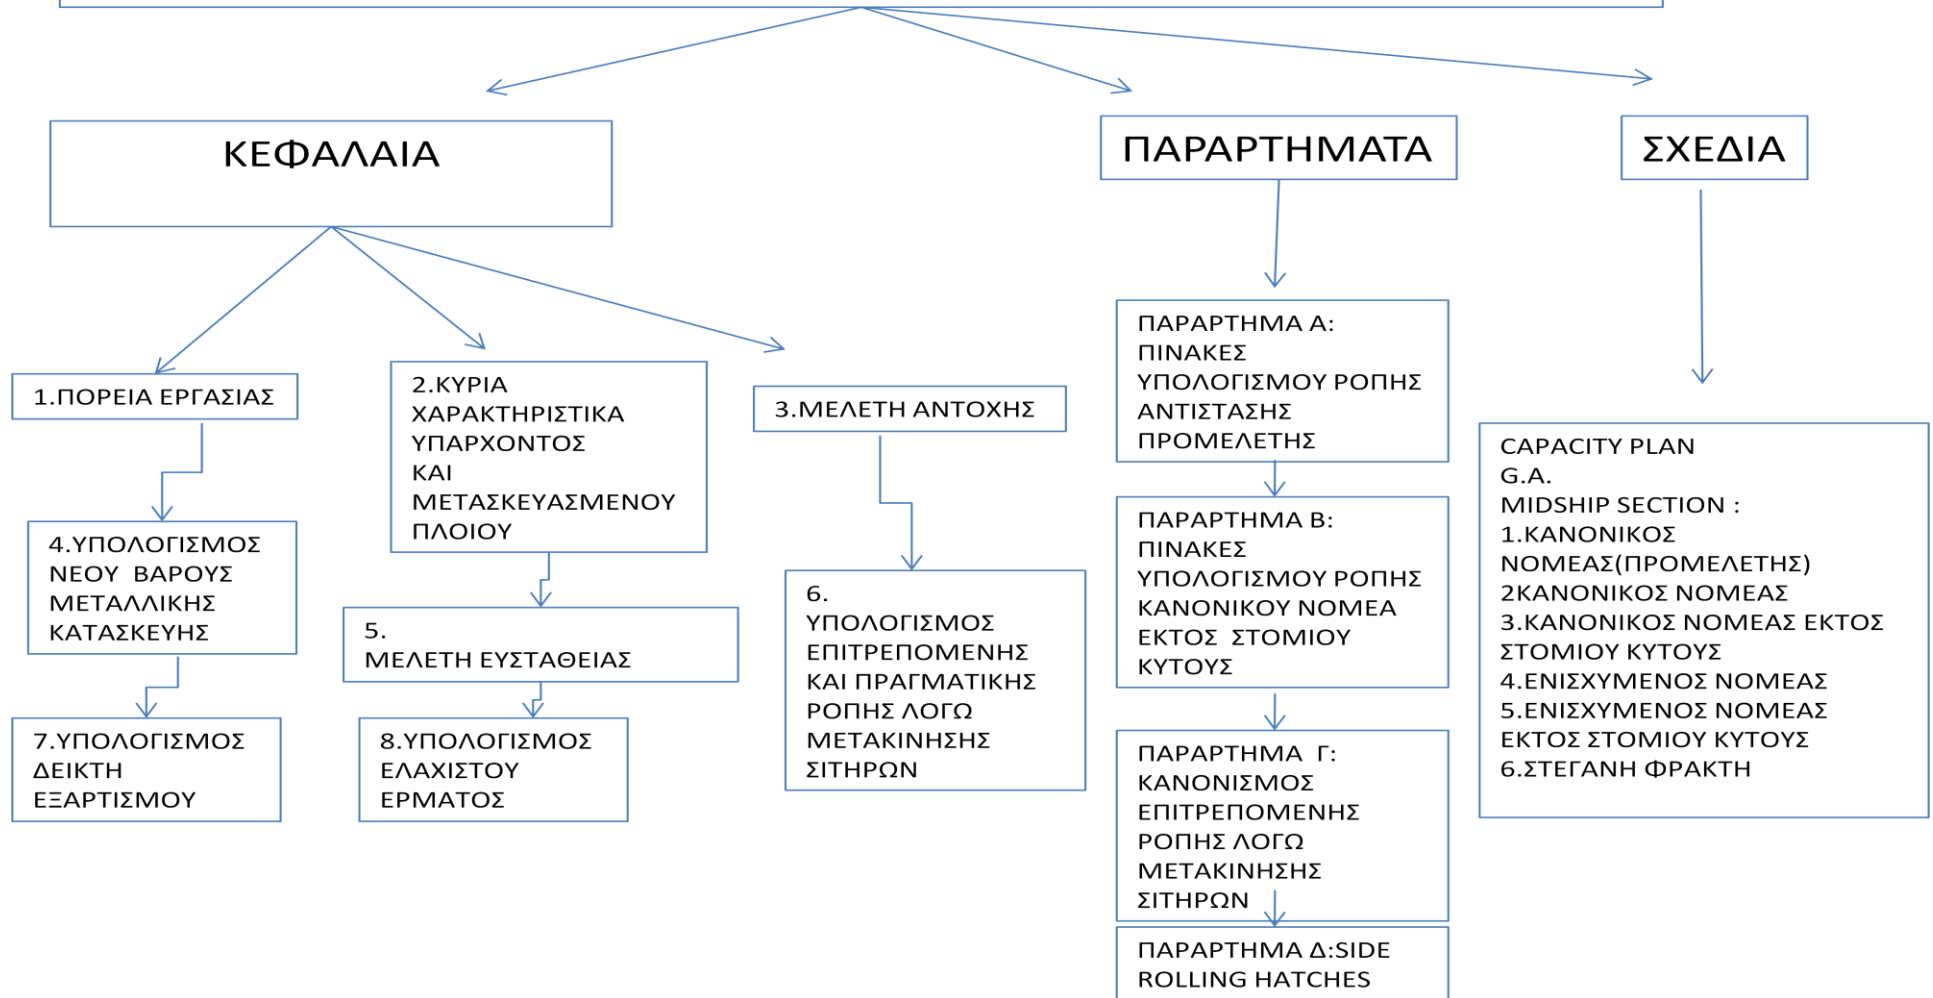 ΚΕΦΑΛΑΙΑ
ΠΑΡΑΡΤΗΜΑΤΑ
ΣΧΕΔΙΑ
1.ΠΟΡΕΙΑ ΕΡΓΑΣΙΑΣ
2.ΚΥΡΙΑ
ΧΑΡΑΚΤΗΡΙΣΤΙΚΑ
ΥΠΑΡΧΟΝΤΟΣ
ΚΑΙ
ΜΕΤΑΣΚΕΥΑΣΜΕΝΟΥ
ΠΛΟΙΟΥ
3.ΜΕΛΕΤΗ ΑΝΤΟΧΗΣ
4.ΥΠΟΛΟΓΙΣΜΟΣ
ΝΕΟΥ ΒΑΡΟΥΣ
ΜΕΤΑΛΛΙΚΗΣ
ΚΑΤΑΣΚΕΥΗΣ
5.
ΜΕΛΕΤΗ ΕΥΣΤΑΘΕΙΑΣ
6.
ΥΠΟΛΟΓΙΣΜΟΣ
ΕΠΙΤΡΕΠΟΜΕΝΗΣ
ΚΑΙ ΠΡΑΓΜΑΤΙΚΗΣ
ΡΟΠΗΣ ΛΟΓΩ
ΜΕΤΑΚΙΝΗΣΗΣ
ΣΙΤΗΡΩΝ
7.ΥΠΟΛΟΓΙΣΜΟΣ
ΔΕΙΚΤΗ
ΕΞΑΡΤΙΣΜΟΥ
8.ΥΠΟΛΟΓΙΣΜΟΣ
ΕΛΑΧΙΣΤΟΥ
ΕΡΜΑΤΟΣ
ΠΑΡΑΡΤΗΜΑ Α:
ΠΙΝΑΚΕΣ
ΥΠΟΛΟΓΙΣΜΟΥ ΡΟΠΗΣ
ΑΝΤΙΣΤΑΣΗΣ
ΠΡΟΜΕΛΕΤΗΣ
ΠΑΡΑΡΤΗΜΑ Β:
ΠΙΝΑΚΕΣ
ΥΠΟΛΟΓΙΣΜΟΥ ΡΟΠΗΣ
ΚΑΝΟΝΙΚΟΥ ΝΟΜΕΑ
ΕΚΤΟΣ ΣΤΟΜΙΟΥ
ΚΥΤΟΥΣ
ΠΑΡΑΡΤΗΜΑ Γ:
ΚΑΝΟΝΙΣΜΟΣ
ΕΠΙΤΡΕΠΟΜΕΝΗΣ
ΡΟΠΗΣ ΛΟΓΩ
ΜΕΤΑΚΙΝΗΣΗΣ
ΣΙΤΗΡΩΝ
ΠΑΡΑΡΤΗΜΑ Δ:SIDE
ROLLING HATCHES
CAPACITY PLAN
G.A.
MIDSHIP SECTION :
1.ΚΑΝΟΝΙΚΟΣ
ΝΟΜΕΑΣ(ΠΡΟΜΕΛΕΤΗΣ)
2ΚΑΝΟΝΙΚΟΣ ΝΟΜΕΑΣ
3.ΚΑΝΟΝΙΚΟΣ ΝΟΜΕΑΣ ΕΚΤΟΣ
ΣΤΟΜΙΟΥ ΚΥΤΟΥΣ
4.ΕΝΙΣΧΥΜΕΝΟΣ ΝΟΜΕΑΣ
5.ΕΝΙΣΧΥΜΕΝΟΣ ΝΟΜΕΑΣ
ΕΚΤΟΣ ΣΤΟΜΙΟΥ ΚΥΤΟΥΣ
6.ΣΤΕΓΑΝΗ ΦΡΑΚΤΗ